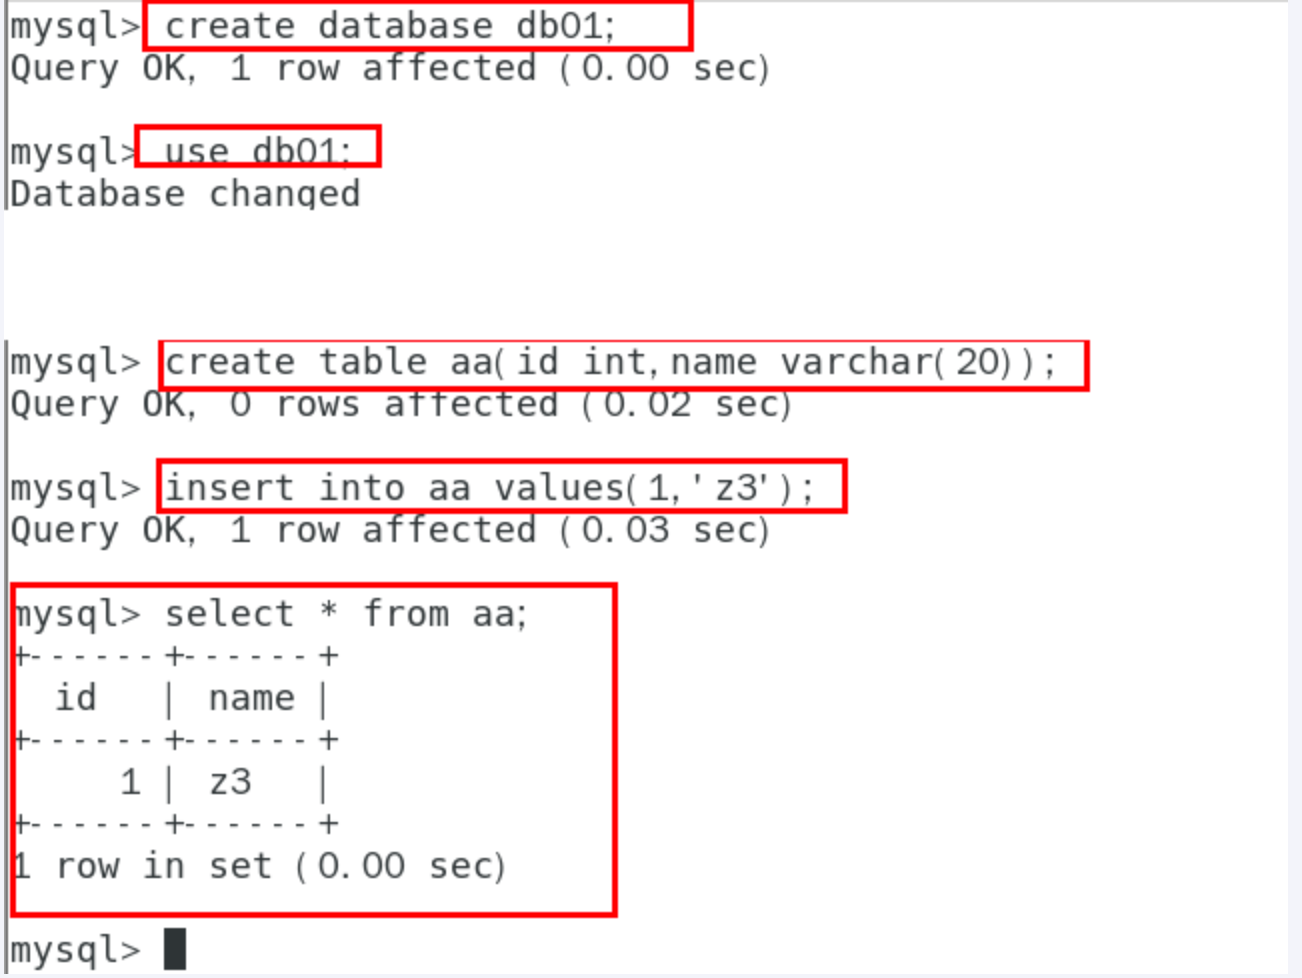 mysql> create database db01;
Query OK, 1 row affected (0.00 sec)
mysql> use db01;
Database changed
mysql> create table aa(id int,name varchar(20));
Query OK, 0 rows affected (0.02 sec)
mysql> insert into aa values(1,'z3');
Query OK, 1 row affected (0.03 sec)
mysql> select * from aa;
+------+------+
id | name |
+------+------+
1 | z3 |
+------+------+
1 row in set (0.00 sec)
mysql>